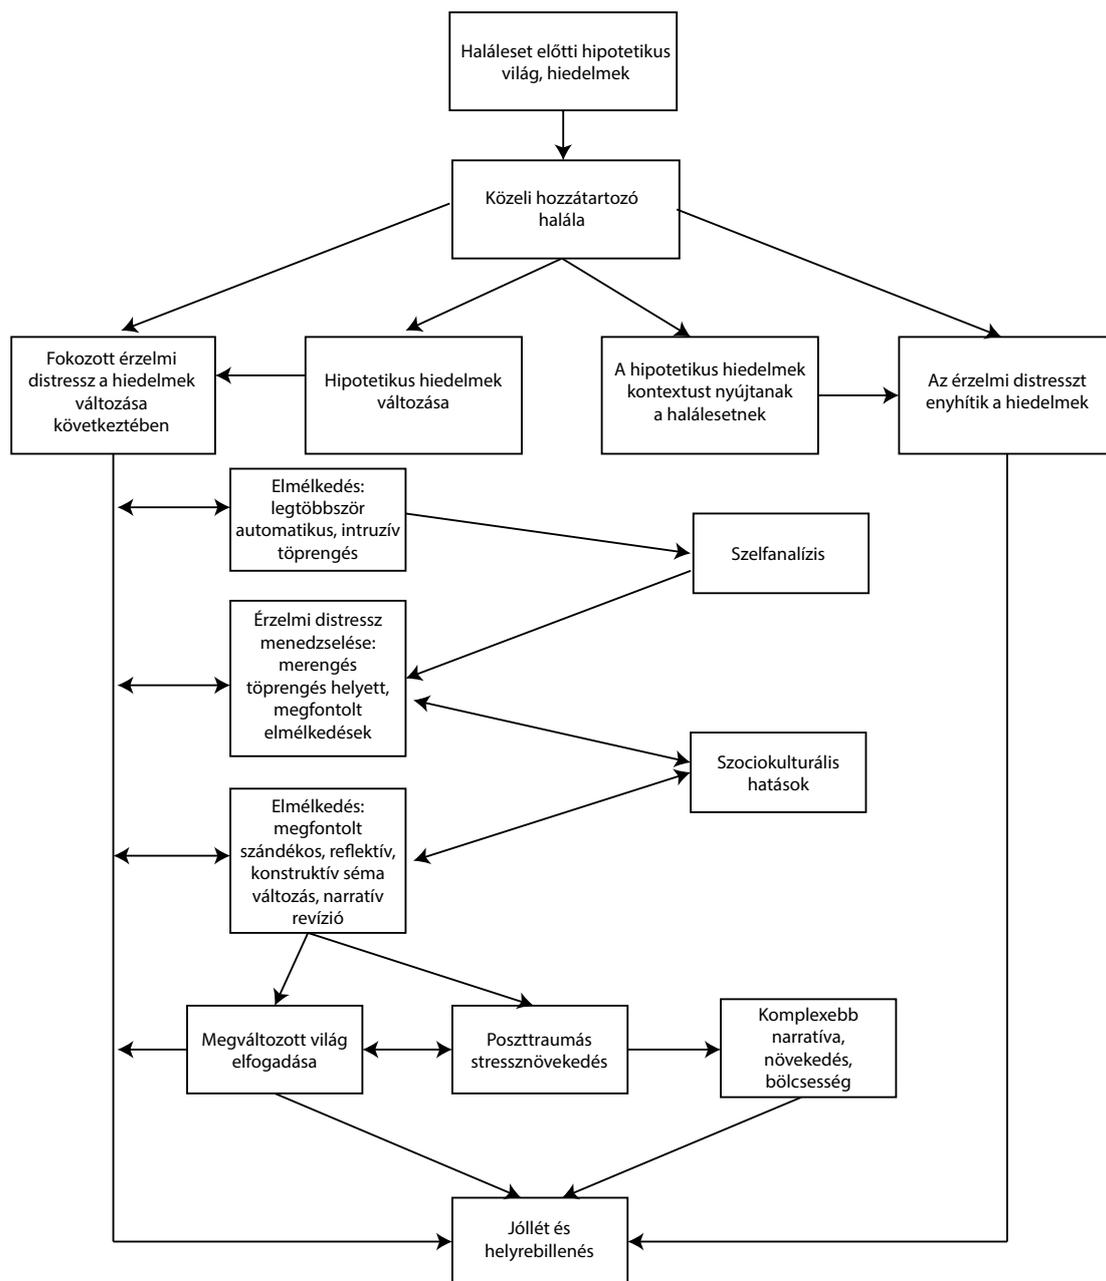 Haláleset előtti hipotetikus
világ, hiedelmek
Közeli hozzátartozó
halála
Fokozott érzelmi
distressz a hiedelmek
változása
következtében
Hipotetikus hiedelmek
változása
A hipotetikus hiedelmek
kontextust nyújtanak
a halálesetnek
Az érzelmi distresszt
enyhítik a hiedelmek
Elmélkedés:
legtöbbször
automatikus, intruzív
töprengés
Szelfanalízis
Érzelmi distressz
menedzselése:
merengés
töprengés helyett,
megfontolt
elmélkedések
Szociokulturális
hatások
Elmélkedés:
megfontolt
szándékos, reflektív,
konstruktív séma
változás, narratív
revízió
Megváltozott világ
elfogadása
Poszttraumás
stressznövekedés
Komplexebb
narratíva,
növekedés,
bölcsesség
Jóllét és
helyrebillenés